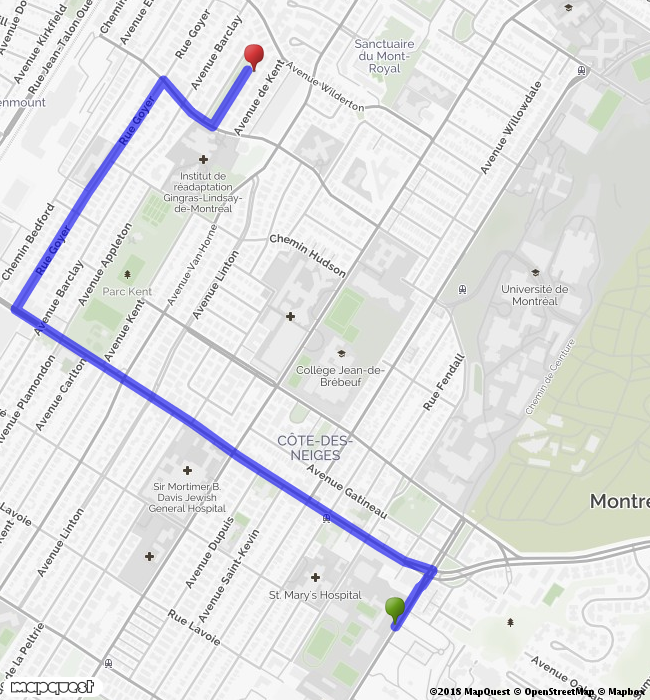 Chemin
Rue Goyer
Avenue Kirkfield
Rue Jean-Talon Oue
Avenue Barclay
Avenue de Kent
Avenue Wilderton
Sanctuaire
du Mont-
Royal
Avenue Willowdale
enmount
Rue Goyer
Institut de
réadaptation
Gingras-Lindsay-
de-Montréal
Chemin Bedford
Rue Goyer
Avenue Appleton
Avenue Van Horne
Avenue Linton
Chemin Hudson
Avenue Barclay
Parc Kent
Avenue Kent
Université de
Montréal
Collège Jean-de-
Brébeuf
Chemin de Ceinture
Rue Fendall
Avenue Plamondon
Avenue Carlton
CÔTE-DES-
NEIGES
Avenue Gatineau
Sir Mortimer B.
Davis Jewish
General Hospital
Montre
Lavoie
Kent
Avenue Linton
Avenue Dupuis
Avenue Saint-Kevin
St. Mary's Hospital
Rue Lavoie
de la Peltrie
Avenue Oa
mapquest
©2018 MapQuest © OpenStreetMap © Mapbox